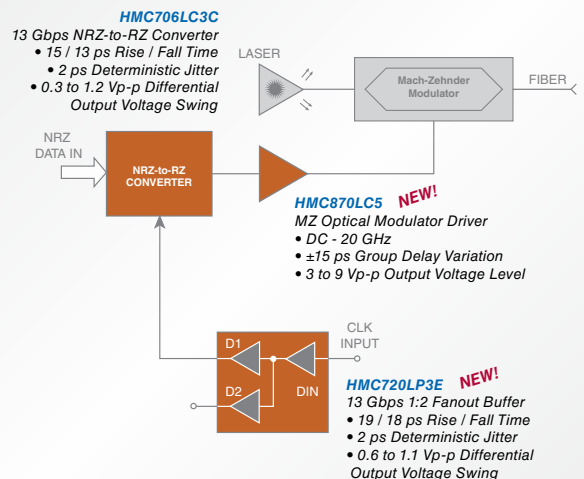 HMC706LC3C
13 Gbps NRZ-to-RZ Converter
• 15 / 13 ps Rise / Fall Time
• 2 ps Deterministic Jitter
• 0.3 to 1.2 Vp-p Differential
Output Voltage Swing
LASER
Mach-Zehnder
Modulator
FIBER
NRZ
DATA IN
NRZ-to-RZ
CONVERTER
HMC870LC5 NEW!
MZ Optical Modulator Driver
• DC - 20 GHz
• ±15 ps Group Delay Variation
• 3 to 9 Vp-p Output Voltage Level
CLK
INPUT
D1
D2
DIN
HMC720LP3E NEW!
13 Gbps 1:2 Fanout Buffer
• 19 / 18 ps Rise / Fall Time
• 2 ps Deterministic Jitter
• 0.6 to 1.1 Vp-p Differential
Output Voltage Swing